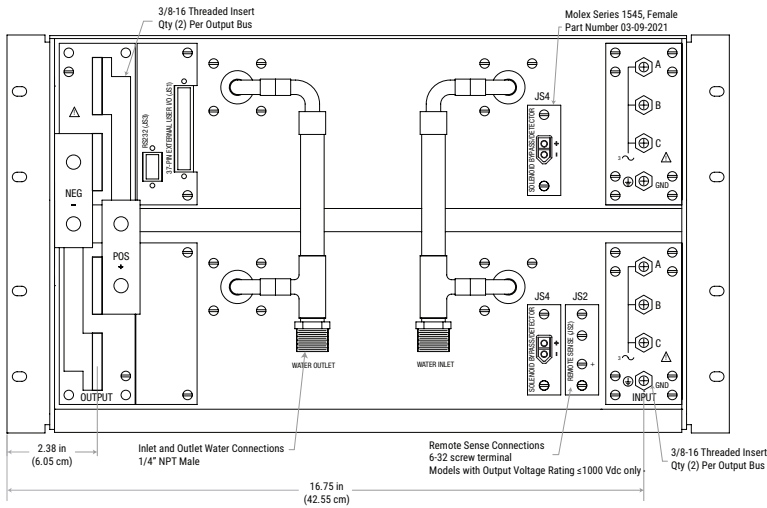 3/8-16 Threaded Insert
Qty (2) Per Output Bus
Molex Series 1545, Female
Part Number 03-09-2021
RS232 (JS3)
37-PIN EXTERNAL USER I/O (JS1)
NEG
-
POS
+
JS4
SOLENOID BYPASS/DETECTOR
+
-
A
B
C
3
GND
JS4
SOLENOID BYPASS/DETECTOR
+
-
JS2
REMOTE SENSE (JS2)
+
A
B
C
3
GND
WATER OUTLET
WATER INLET
OUTPUT
INPUT
2.38 in
(6.05 cm)
Inlet and Outlet Water Connections
1/4” NPT Male
Remote Sense Connections
6-32 screw terminal
Models with Output Voltage Rating ≤1000 Vdc only
3/8-16 Threaded Insert
Qty (2) Per Output Bus
16.75 in
(42.55 cm)